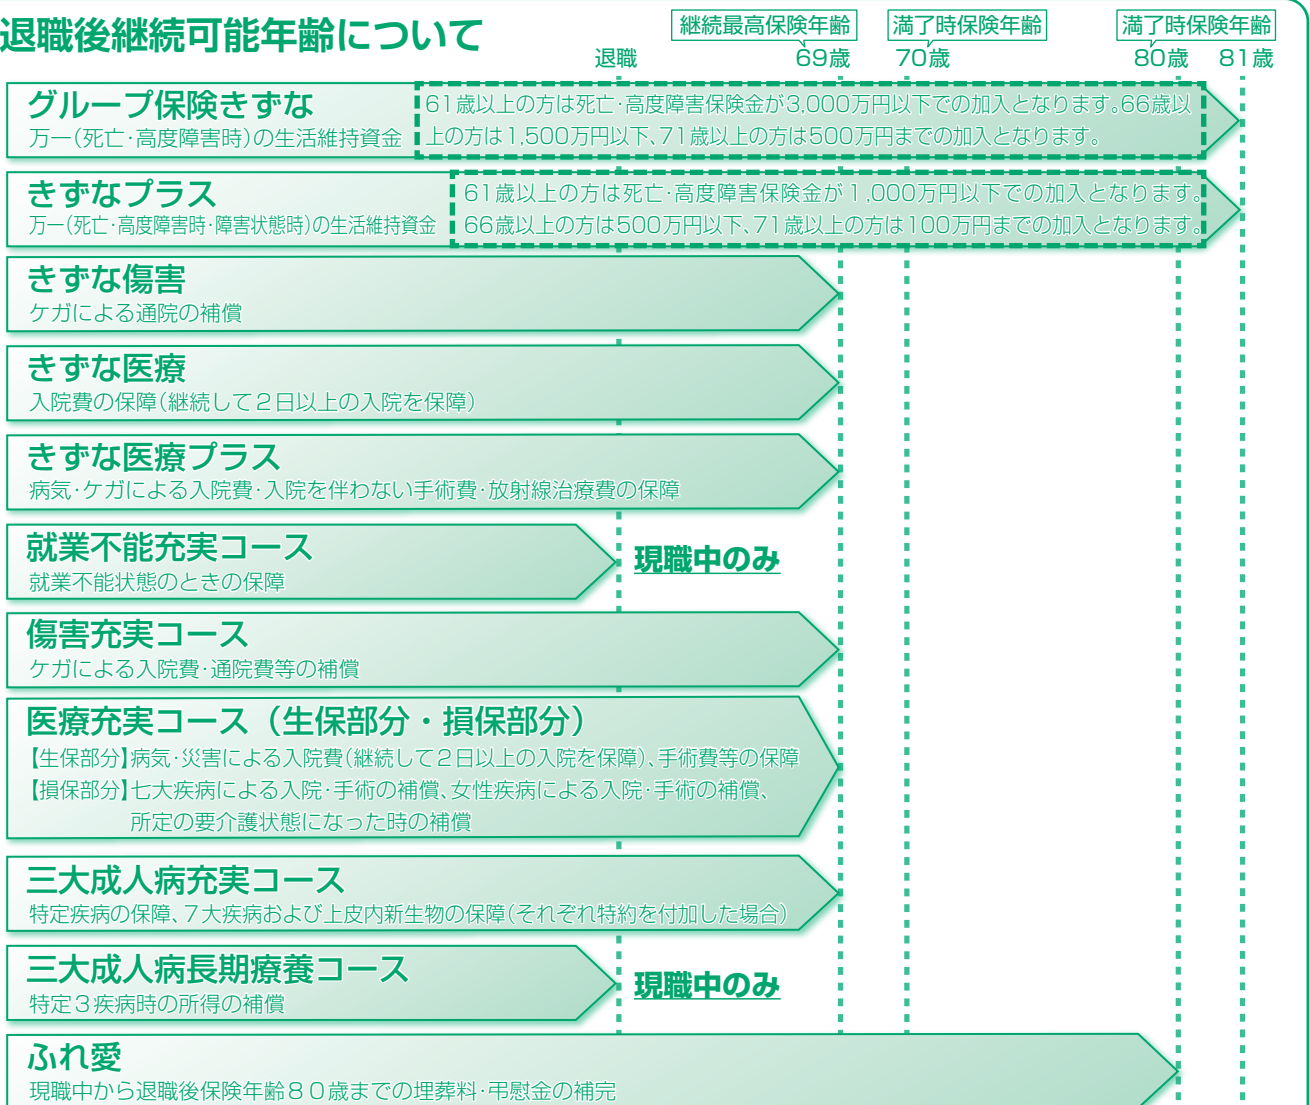 退職後継続可能年齢について
継続最高保険年齢
満了時保険年齢
満了時保険年齢
退職
69歳
70歳
80歳
81歳
グループ保険きずな
万一(死亡・高度障害時)の生活維持資金
61歳以上の方は死亡・高度障害保険金が3,000万円以下での加入となります。66歳以
上の方は1,500万円以下、71歳以上の方は500万円までの加入となります。
きずなプラス
万一(死亡・高度障害時・障害状態時)の生活維持資金
61歳以上の方は死亡・高度障害保険金が1,000万円以下での加入となります。
66歳以上の方は500万円以下、71歳以上の方は100万円までの加入となります。
きずな傷害
ケガによる通院の補償
きずな医療
入院費の保障(継続して2日以上の入院を保障)
きずな医療プラス
病気・ケガによる入院費・入院を伴わない手術費・放射線治療費の保障
就業不能充実コース
就業不能状態のときの保障
現職中のみ
傷害充実コース
ケガによる入院費・通院費等の補償
医療充実コース（生保部分・損保部分）
【生保部分】病気・災害による入院費(継続して2日以上の入院を保障)、手術費等の保障
【損保部分】七大疾病による入院・手術の補償、女性疾病による入院・手術の補償、
所定の要介護状態になった時の補償
三大成人病充実コース
特定疾病の保障、7大疾病および上皮内新生物の保障(それぞれ特約を付加した場合)
三大成人病長期療養コース
特定3疾病時の所得の補償
現職中のみ
ふれ愛
現職中から退職後保険年齢80歳までの埋葬料・弔慰金の補完